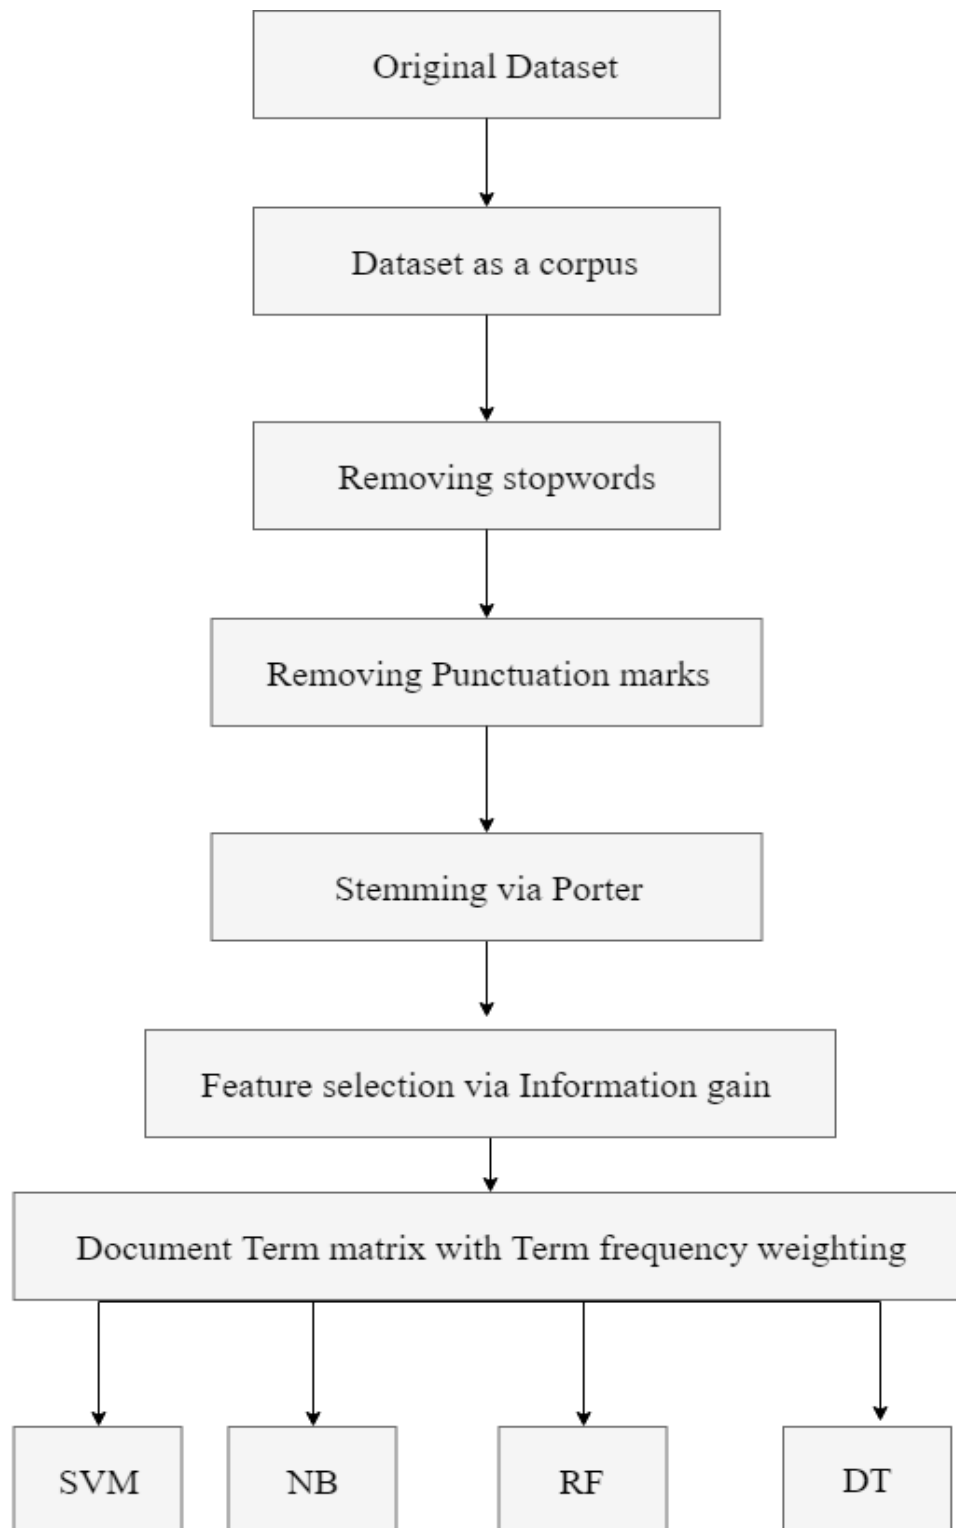 Original Dataset
Dataset as a corpus
Removing stopwords
Removing Punctuation marks
Stemming via Porter
Feature selection via Information gain
Document Term matrix with Term frequency weighting
SVM
NB
RF
DT